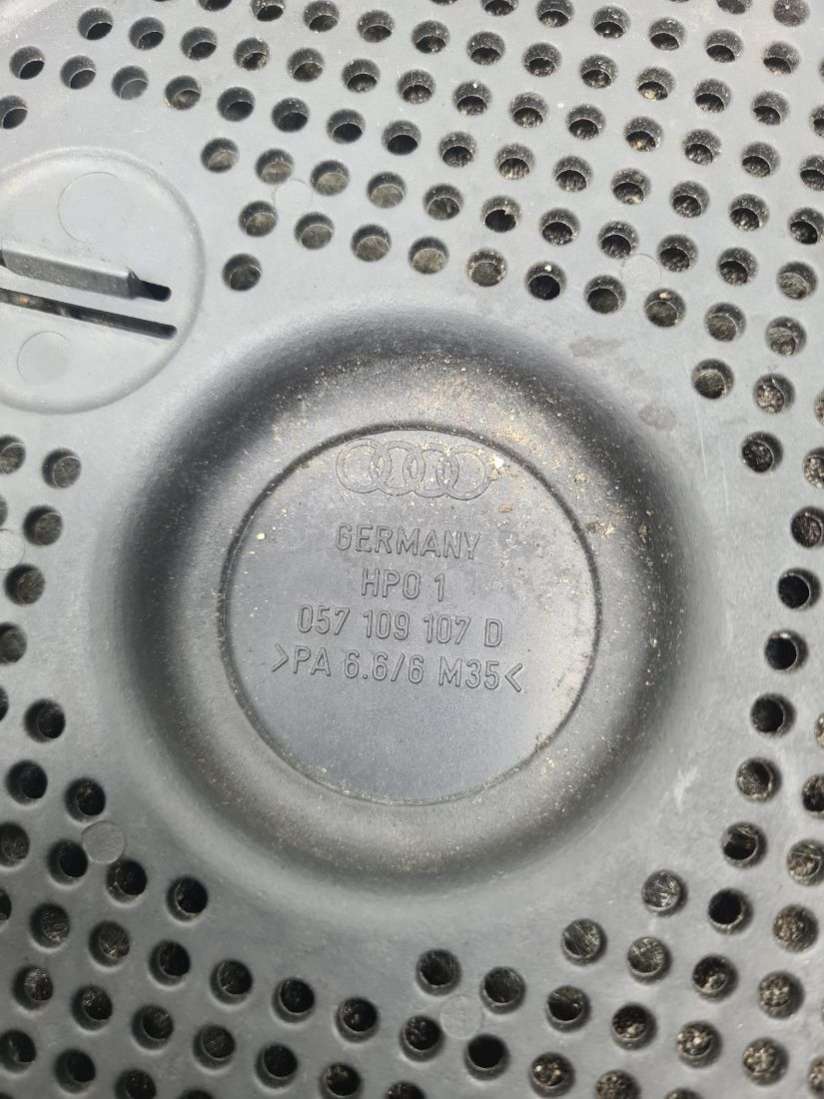 GERMANY
HPO 1
057 109 107 D
>PA 6.6/6 M35<